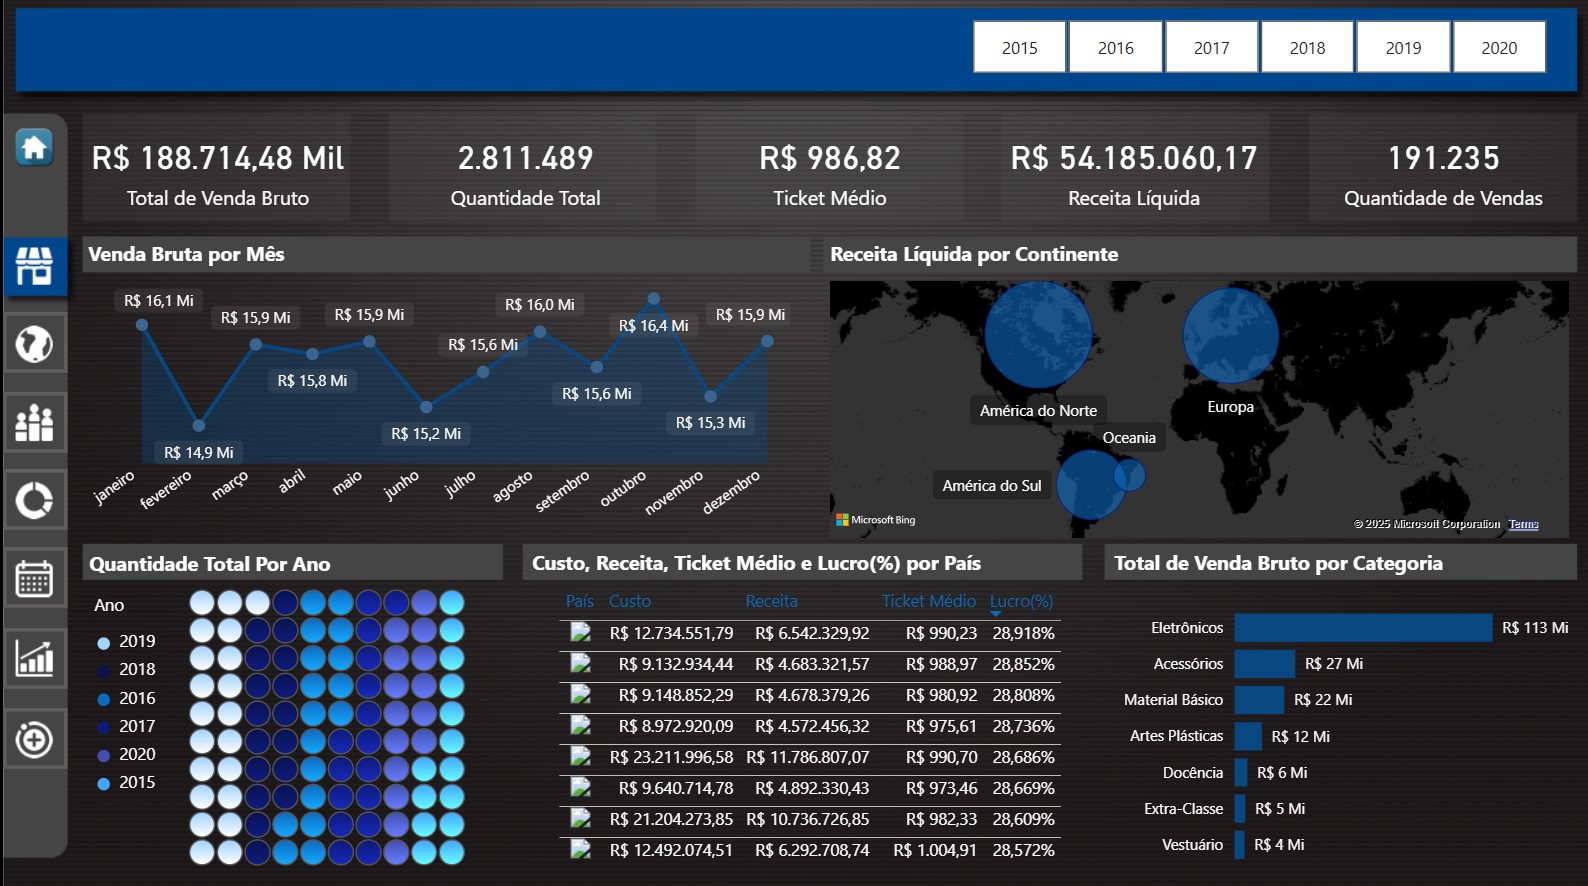 2015 2016 2017 2018 2019 2020
R$ 188.714,48 Mil
Total de Venda Bruto
2.811.489
Quantidade Total
R$ 986,82
Ticket Médio
R$ 54.185.060,17
Receita Líquida
191.235
Quantidade de Vendas
Venda Bruta por Mês
R$ 16,1 Mi
R$ 14,9 Mi
R$ 15,9 Mi
R$ 15,8 Mi
R$ 15,9 Mi
R$ 15,2 Mi
R$ 15,6 Mi
R$ 16,0 Mi
R$ 15,6 Mi
R$ 16,4 Mi
R$ 15,3 Mi
R$ 15,9 Mi
janeiro
fevereiro
março
abril
maio
junho
julho
agosto
setembro
outubro
novembro
dezembro
Receita Líquida por Continente
América do Norte
Europa
Oceania
América do Sul
Microsoft Bing
© 2025 Microsoft Corporation Terms
Quantidade Total Por Ano
Ano
2019
2018
2016
2017
2020
2015
Custo, Receita, Ticket Médio e Lucro(%) por País
País Custo Receita Ticket Médio Lucro(%)
R$ 12.734.551,79 R$ 6.542.329,92 R$ 990,23 28,918%
R$ 9.132.934,44 R$ 4.683.321,57 R$ 988,97 28,852%
R$ 9.148.852,29 R$ 4.678.379,26 R$ 980,92 28,808%
R$ 8.972.920,09 R$ 4.572.456,32 R$ 975,61 28,736%
R$ 23.211.996,58 R$ 11.786.807,07 R$ 990,70 28,686%
R$ 9.640.714,78 R$ 4.892.330,43 R$ 973,46 28,669%
R$ 21.204.273,85 R$ 10.736.726,85 R$ 982,33 28,609%
R$ 12.492.074,51 R$ 6.292.708,74 R$ 1.004,91 28,572%
Total de Venda Bruto por Categoria
Eletrônicos R$ 113 Mi
Acessórios R$ 27 Mi
Material Básico R$ 22 Mi
Artes Plásticas R$ 12 Mi
Docência R$ 6 Mi
Extra-Classe R$ 5 Mi
Vestuário R$ 4 Mi